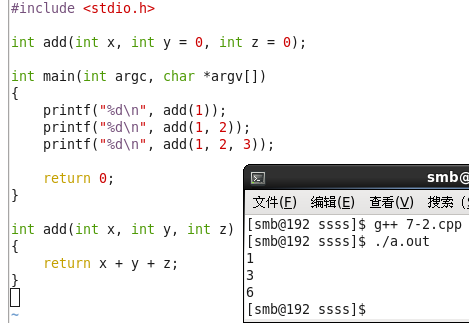 #include <stdio.h>
int add(int x, int y = 0, int z = 0);
int main(int argc, char *argv[])
{
    printf("%d\n", add(1));
    printf("%d\n", add(1, 2));
    printf("%d\n", add(1, 2, 3));
    return 0;
}
int add(int x, int y, int z)
{
    return x + y + z;
}
~
smb@
文件(F) 编辑(E) 查看(V) 搜索
[smb@192 ssss]$ g++ 7-2.cpp
[smb@192 ssss]$ ./a.out
1
3
6
[smb@192 ssss]$